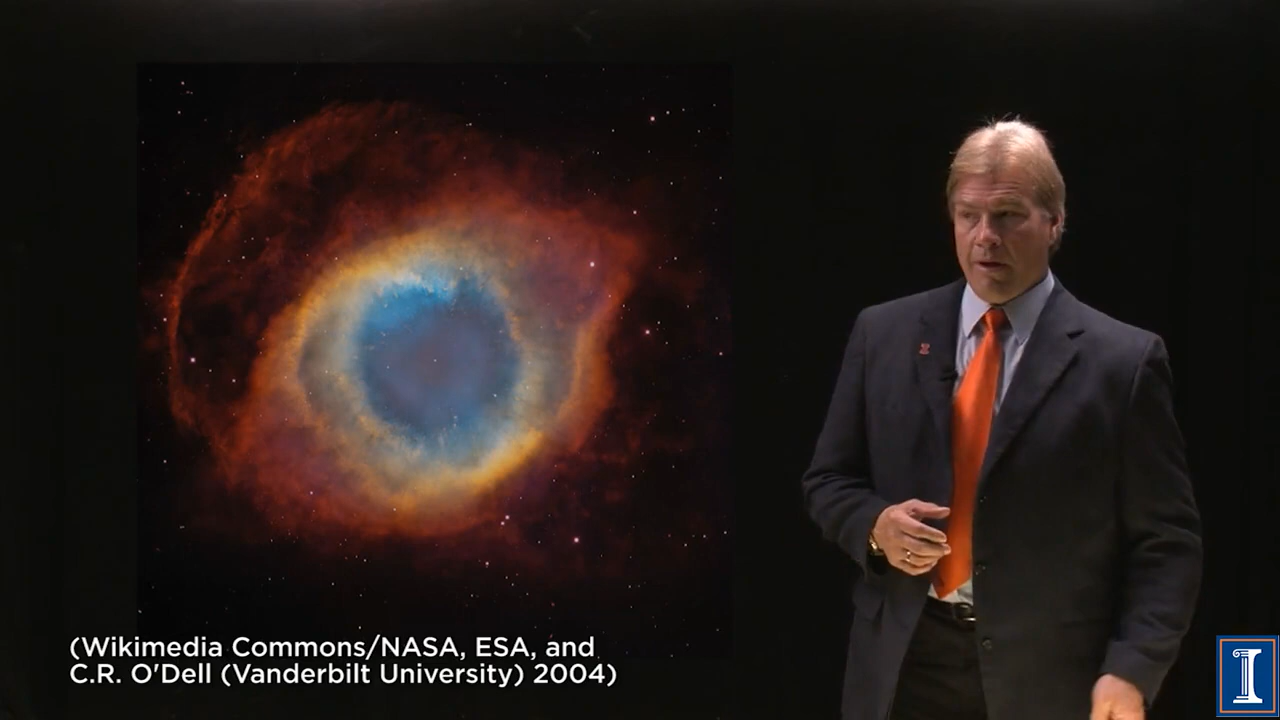 (Wikimedia Commons/NASA, ESA, and
C.R. O'Dell (Vanderbilt University) 2004)
I